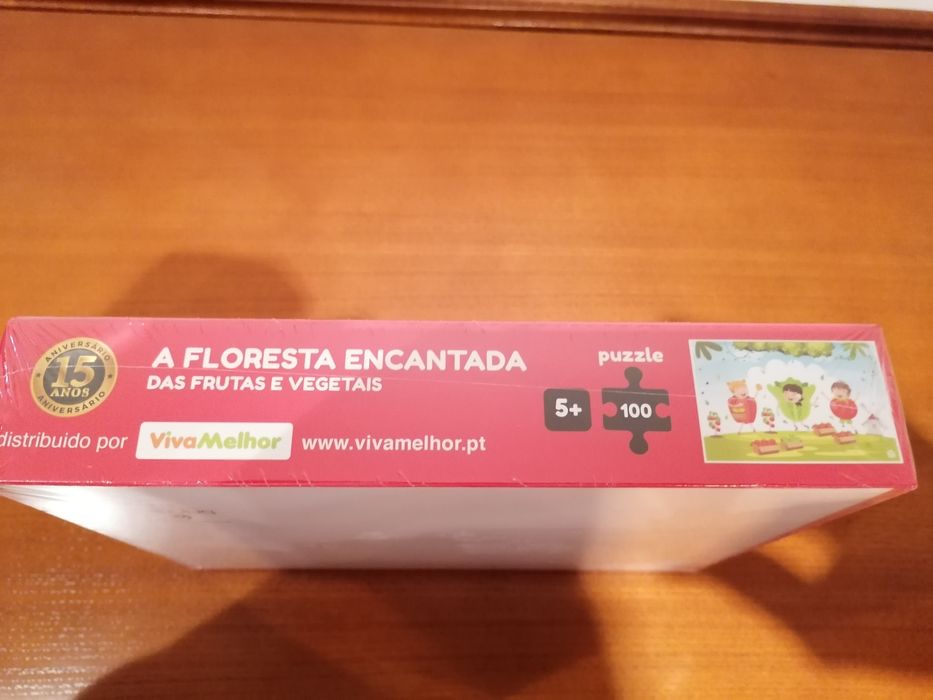 ANIVERSÁRIO
15
ANOS
ANIVERSÁRIO
A FLORESTA ENCANTADA
DAS FRUTAS E VEGETAIS
distribuido por VivaMelhor www.vivamelhor.pt
5+
puzzle
100